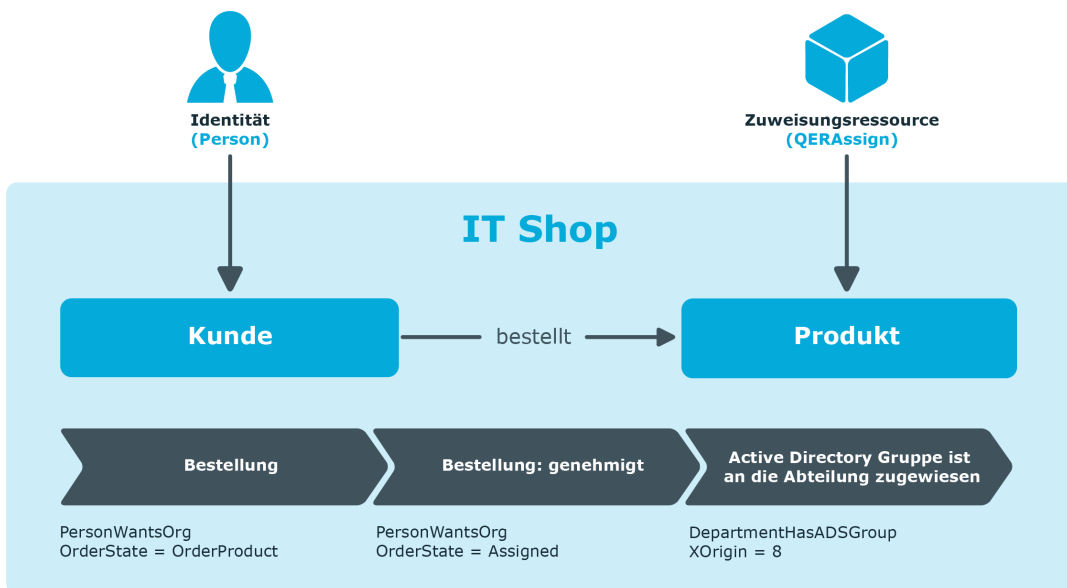 Identität
(Person)
Zuweisungsressource
(QERAssign)
IT Shop
Kunde
bestellt
Produkt
Bestellung
Bestellung: genehmigt
Active Directory Gruppe ist
an die Abteilung zugewiesen
PersonWantsOrg
OrderState = OrderProduct
PersonWantsOrg
OrderState = Assigned
DepartmentHasADSGroup
XOrigin = 8